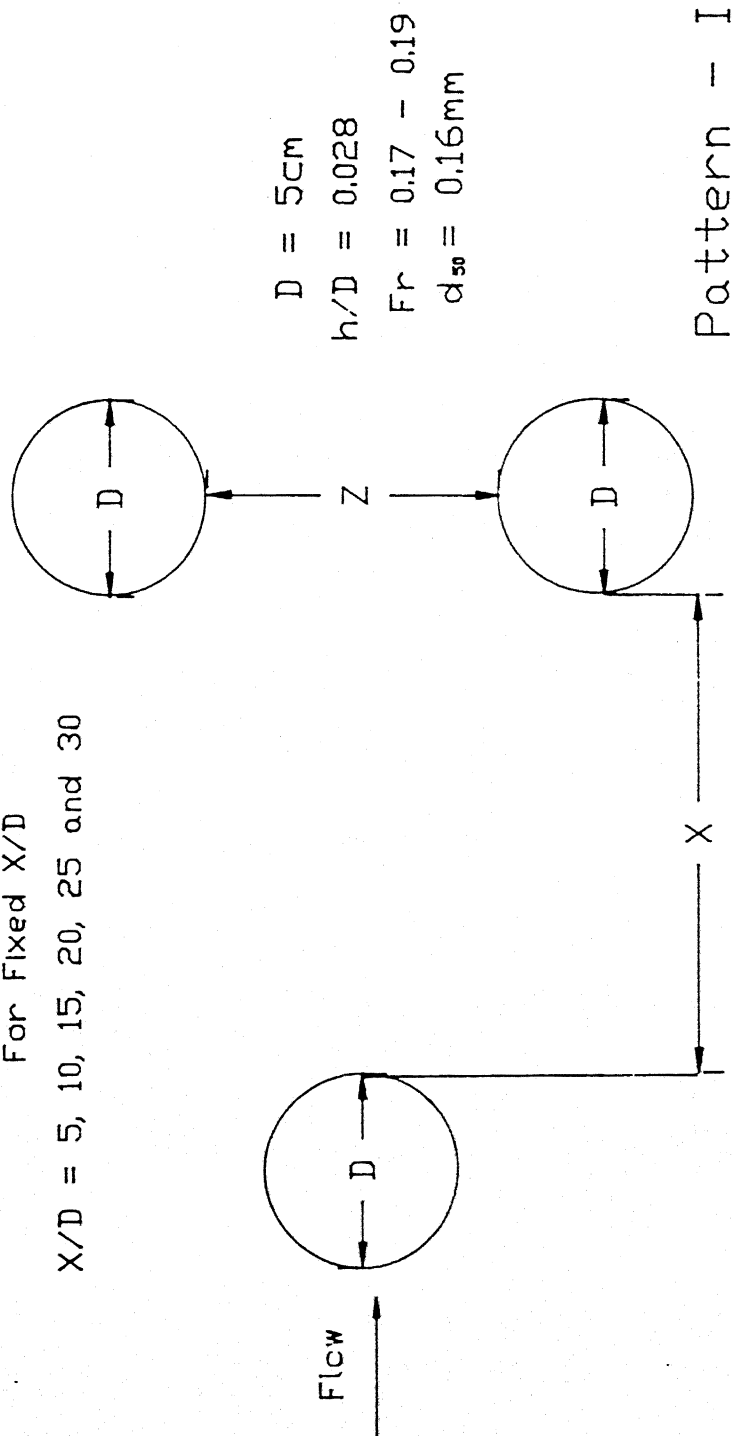 For Fixed X/D
X/D = 5, 10, 15, 20, 25 and 30
Flow
D
X
D
Z
D
D = 5cm
h/D = 0.028
Fr = 0.17 - 0.19
d50 = 0.16mm
Pattern - I